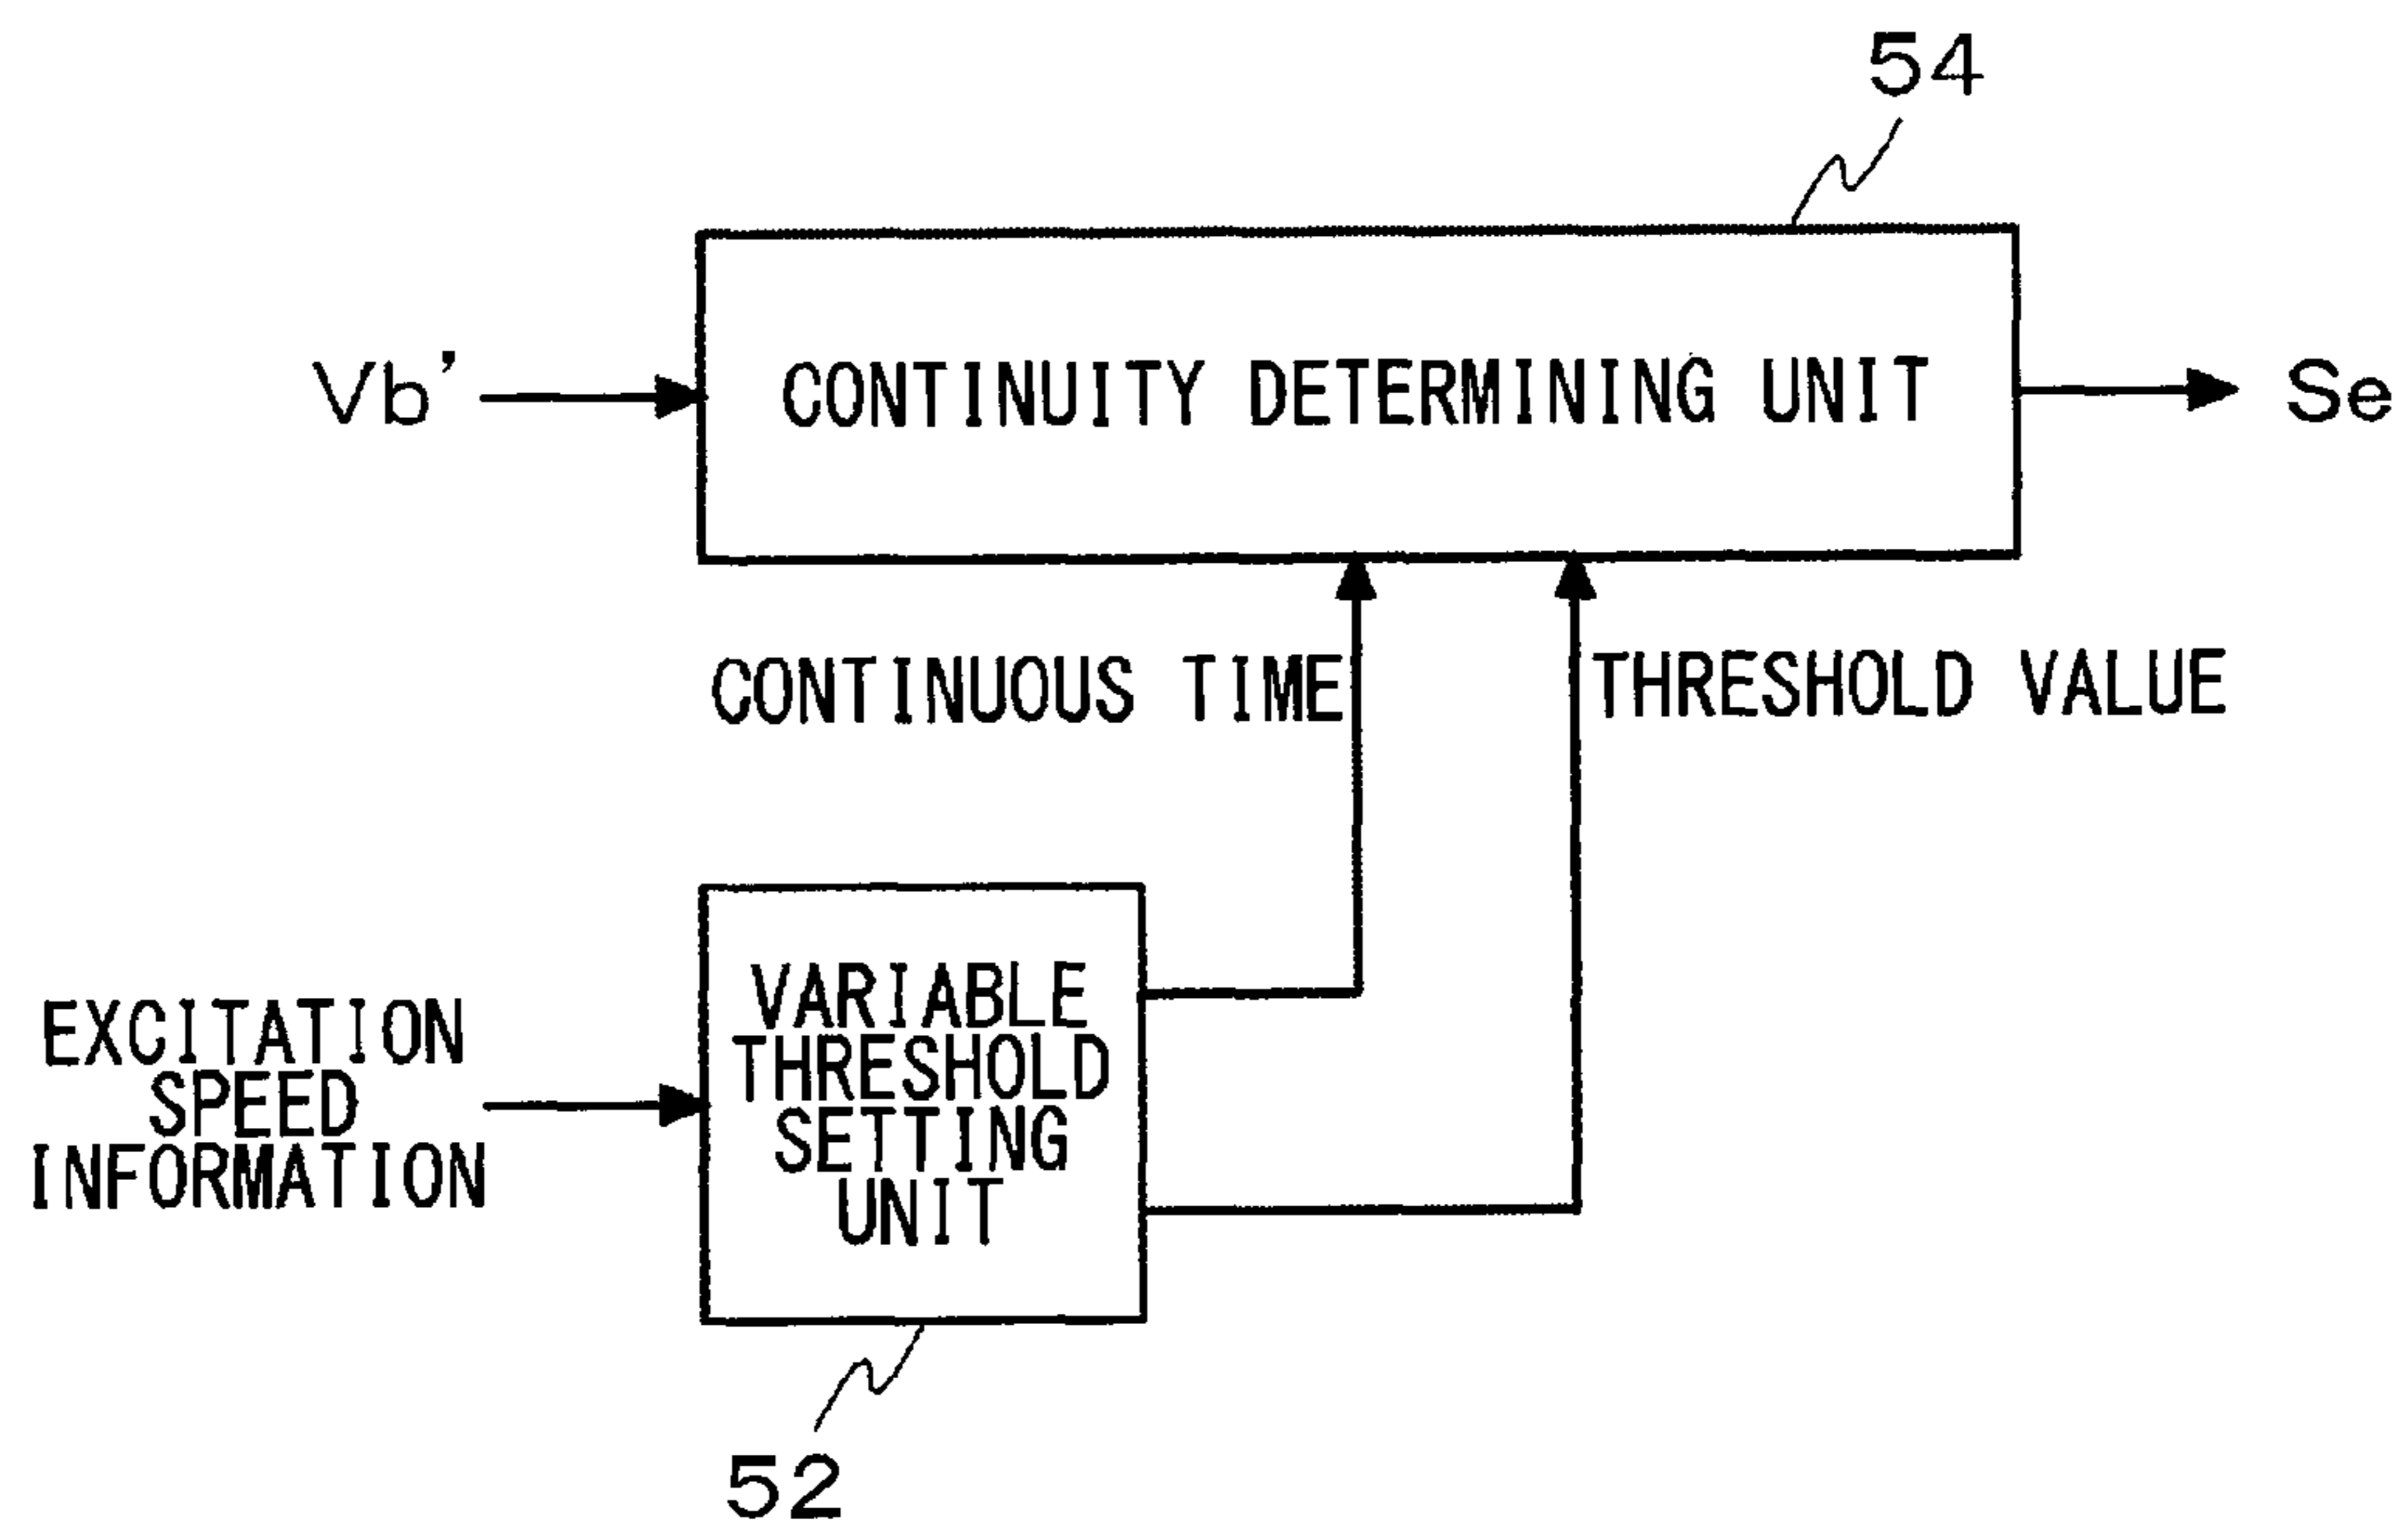 54
Vb'
CONTINUITY DETERMINING UNIT
Se
CONTINUOUS TIME
THRESHOLD VALUE
EXCITATION
SPEED
INFORMATION
VARIABLE
THRESHOLD
SETTING
UNIT
52